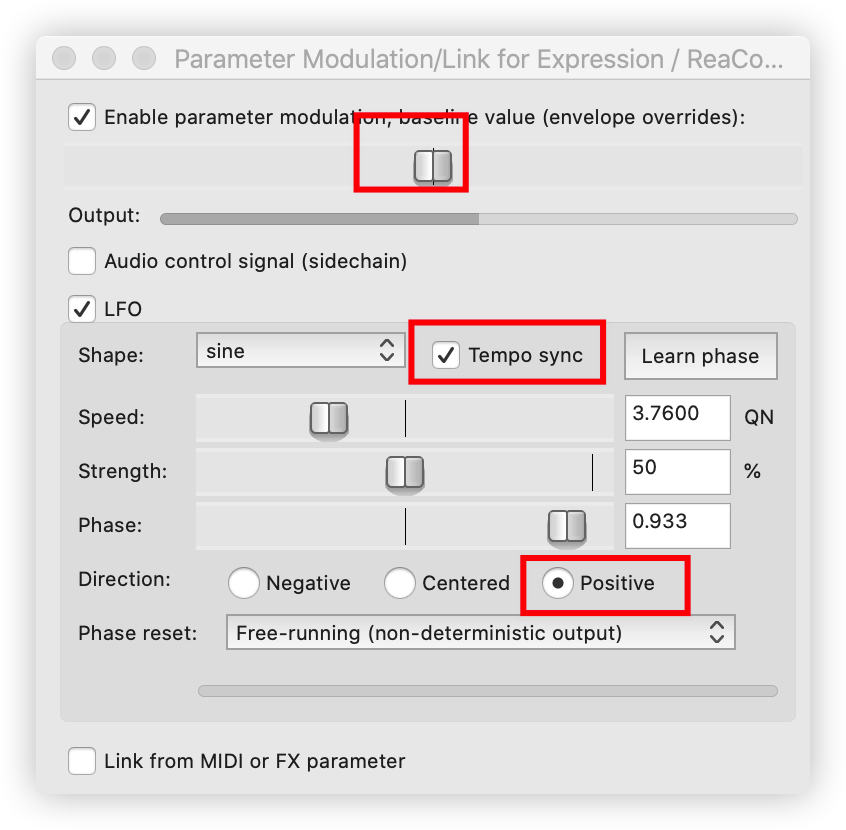 Parameter Modulation/Link for Expression / ReaCo...
Enable parameter modulation, baseline value (envelope overrides):
Output:
Audio control signal (sidechain)
LFO
Shape: sine Tempo sync Learn phase
Speed: 3.7600 QN
Strength: 50 %
Phase: 0.933
Direction: Negative Centered Positive
Phase reset: Free-running (non-deterministic output)
Link from MIDI or FX parameter